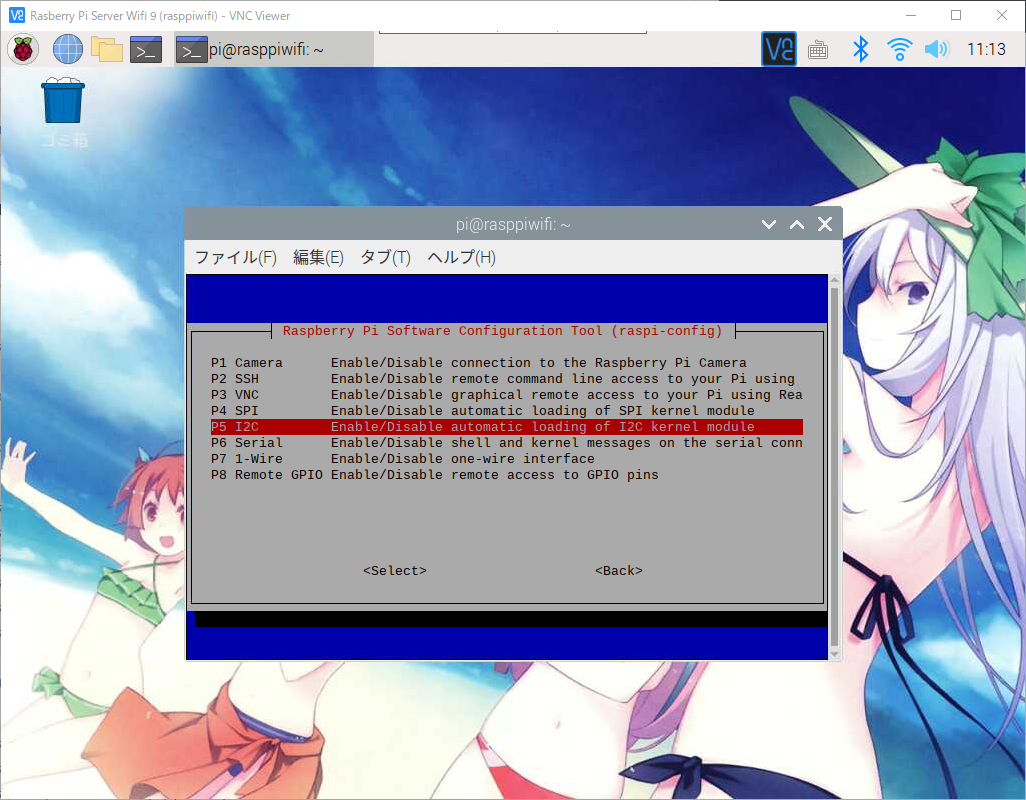 Rasberry Pi Server Wifi 9 (rasppiwifi) - VNC Viewer
pi@rasppiwifi: ~
11:13
ゴミ箱
pi@rasppiwifi: ~
ファイル(F) 編集(E) タブ(T) ヘルプ(H)
Raspberry Pi Software Configuration Tool (raspi-config)
P1 Camera Enable/Disable connection to the Raspberry Pi Camera
P2 SSH Enable/Disable remote command line access to your Pi using
P3 VNC Enable/Disable graphical remote access to your Pi using Rea
P4 SPI Enable/Disable automatic loading of SPI kernel module
P5 I2C Enable/Disable automatic loading of I2C kernel module
P6 Serial Enable/Disable shell and kernel messages on the serial conn
P7 1-Wire Enable/Disable one-wire interface
P8 Remote GPIO Enable/Disable remote access to GPIO pins
<Select> <Back>